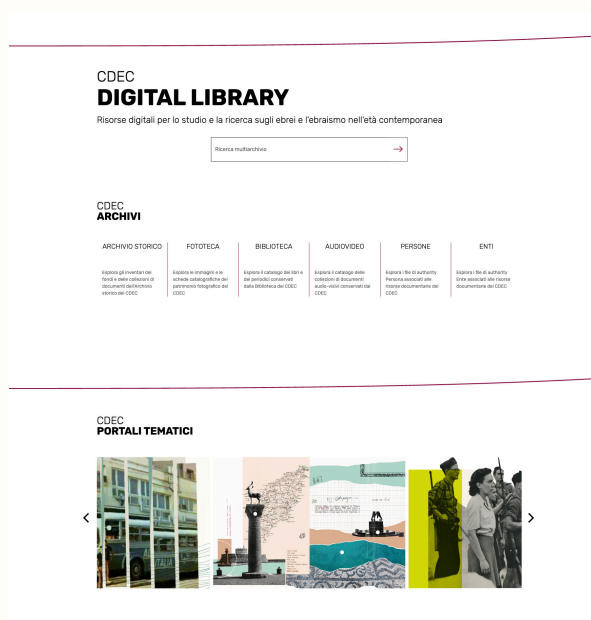 CDEC
DIGITAL LIBRARY
Risorse digitali per lo studio e la ricerca sugli ebrei e l'ebraismo nell'età contemporanea
Ricerca multiarchivio
CDEC
ARCHIVI
ARCHIVIO STORICO
Esplora gli inventari dei
fondi e delle collezioni di
documenti dell'Archivio
storico del CDEC
FOTOTECA
Esplora le immagini e le
schede catalografiche del
patrimonio fotografico del
CDEC
BIBLIOTECA
Esplora il catalogo dei libri e
dei periodici conservati
dalla Biblioteca del CDEC
AUDIOVIDEO
Esplora il catalogo delle
collezioni di documenti
audio-visivi conservati dal
CDEC
PERSONE
Esplora i file di authority
Persona associati alle
risorse documentarie del
CDEC
ENTI
Esplora i file di authority
Ente associati alle risorse
documentarie del CDEC
CDEC
PORTALI TEMATICI